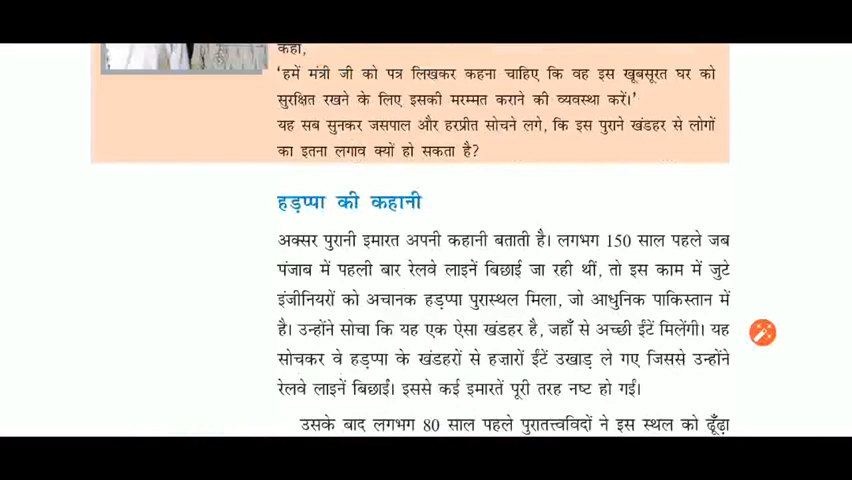 कहा,
'हमें मंत्री जी को पत्र लिखकर कहना चाहिए कि वह इस खूबसूरत घर को
सुरक्षित रखने के लिए इसकी मरम्मत कराने की व्यवस्था करें।'
यह सब सुनकर जसपाल और हरप्रीत सोचने लगे, कि इस पुराने खंडहर से लोगों
का इतना लगाव क्यों हो सकता है?
हड़प्पा की कहानी
अक्सर पुरानी इमारत अपनी कहानी बताती है। लगभग 150 साल पहले जब
पंजाब में पहली बार रेलवे लाइनें बिछाई जा रही थीं, तो इस काम में जुटे
इंजीनियरों को अचानक हड़प्पा पुरास्थल मिला, जो आधुनिक पाकिस्तान में
है। उन्होंने सोचा कि यह एक ऐसा खंडहर है, जहाँ से अच्छी ईंटें मिलेंगी। यह
सोचकर वे हड़प्पा के खंडहरों से हज़ारों ईंटें उखाड़ ले गए जिससे उन्होंने
रेलवे लाइनें बिछाईं। इससे कई इमारतें पूरी तरह नष्ट हो गईं।
उसके बाद लगभग 80 साल पहले पुरातत्त्वविदों ने इस स्थल को ढूँढ़ा